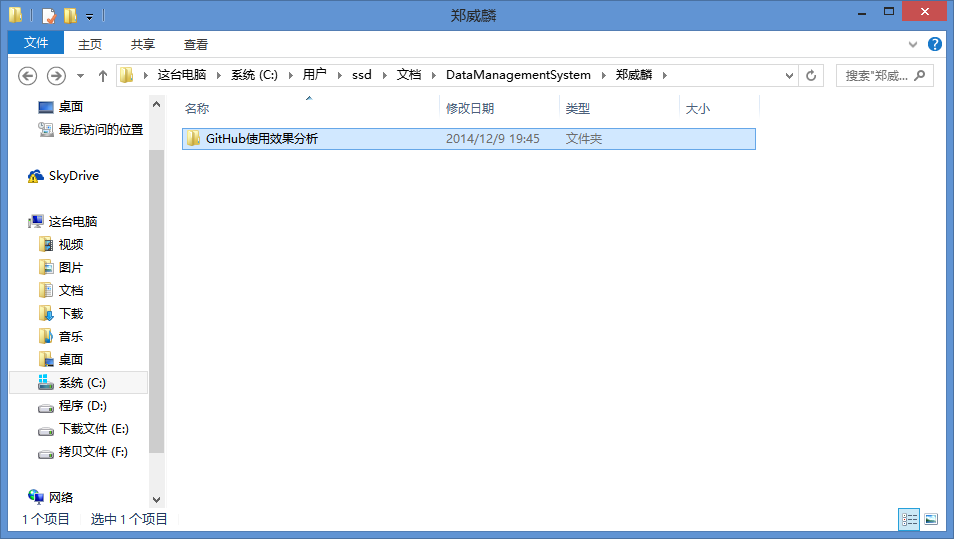 郑威麟
文件 主页 共享 查看
这台电脑 系统 (C:) 用户 ssd 文档 DataManagementSystem 郑威麟 搜索"郑威...
名称 修改日期 类型 大小
GitHub使用效果分析 2014/12/9 19:45 文件夹
桌面
最近访问的位置
SkyDrive
这台电脑
视频
图片
文档
下载
音乐
桌面
系统 (C:)
程序 (D:)
下载文件 (E:)
拷贝文件 (F:)
网络
1 个项目 选中 1 个项目